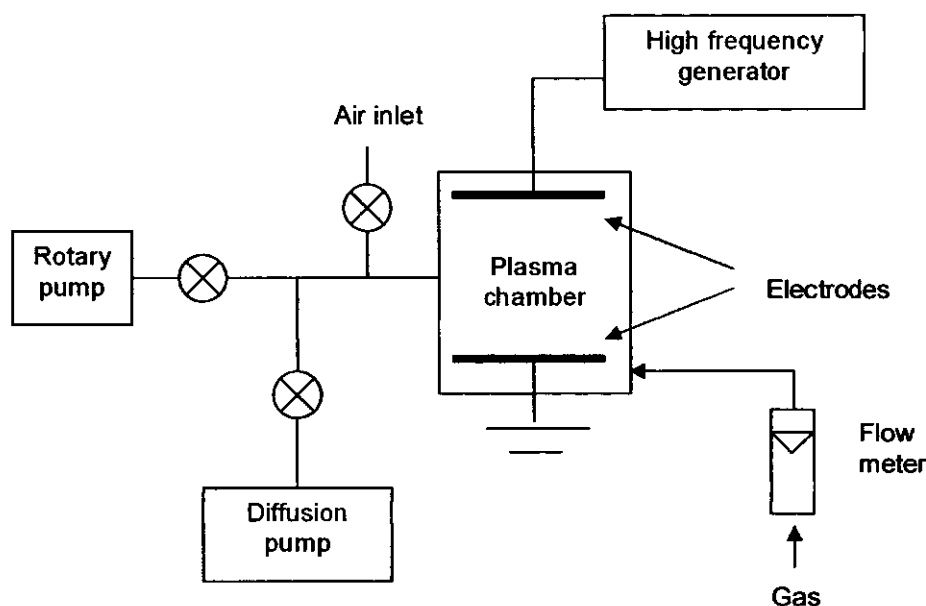 High frequency
generator
Air inlet
Rotary
pump
Plasma
chamber
Electrodes
Flow
meter
Diffusion
pump
Gas